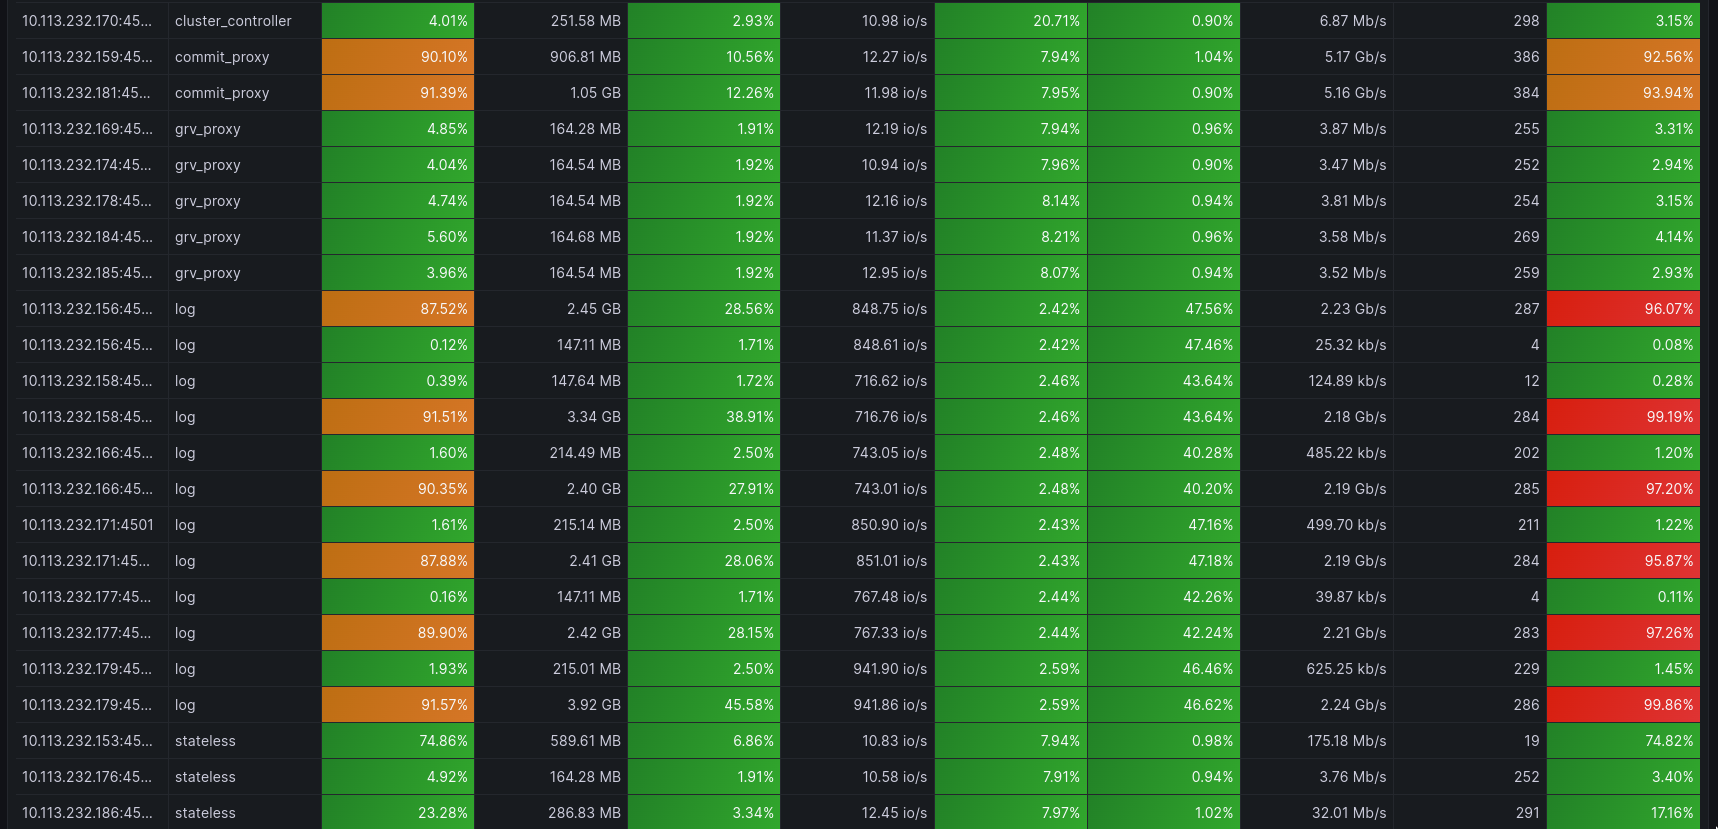 10.113.232.170:45... cluster_controller 4.01% 251.58 MB 2.93% 10.98 io/s 20.71% 0.90% 6.87 Mb/s 298 3.15%
10.113.232.159:45... commit_proxy 90.10% 906.81 MB 10.56% 12.27 io/s 7.94% 1.04% 5.17 Gb/s 386 92.56%
10.113.232.181:45... commit_proxy 91.39% 1.05 GB 12.26% 11.98 io/s 7.95% 0.90% 5.16 Gb/s 384 93.94%
10.113.232.169:45... grv_proxy 4.85% 164.28 MB 1.91% 12.19 io/s 7.94% 0.96% 3.87 Mb/s 255 3.31%
10.113.232.174:45... grv_proxy 4.04% 164.54 MB 1.92% 10.94 io/s 7.96% 0.90% 3.47 Mb/s 252 2.94%
10.113.232.178:45... grv_proxy 4.74% 164.54 MB 1.92% 12.16 io/s 8.14% 0.94% 3.81 Mb/s 254 3.15%
10.113.232.184:45... grv_proxy 5.60% 164.68 MB 1.92% 11.37 io/s 8.21% 0.96% 3.58 Mb/s 269 4.14%
10.113.232.185:45... grv_proxy 3.96% 164.54 MB 1.92% 12.95 io/s 8.07% 0.94% 3.52 Mb/s 259 2.93%
10.113.232.156:45... log 87.52% 2.45 GB 28.56% 848.75 io/s 2.42% 47.56% 2.23 Gb/s 287 96.07%
10.113.232.156:45... log 0.12% 147.11 MB 1.71% 848.61 io/s 2.42% 47.46% 25.32 kb/s 4 0.08%
10.113.232.158:45... log 0.39% 147.64 MB 1.72% 716.62 io/s 2.46% 43.64% 124.89 kb/s 12 0.28%
10.113.232.158:45... log 91.51% 3.34 GB 38.91% 716.76 io/s 2.46% 43.64% 2.18 Gb/s 284 99.19%
10.113.232.166:45... log 1.60% 214.49 MB 2.50% 743.05 io/s 2.48% 40.28% 485.22 kb/s 202 1.20%
10.113.232.166:45... log 90.35% 2.40 GB 27.91% 743.01 io/s 2.48% 40.20% 2.19 Gb/s 285 97.20%
10.113.232.171:4501 log 1.61% 215.14 MB 2.50% 850.90 io/s 2.43% 47.16% 499.70 kb/s 211 1.22%
10.113.232.171:45... log 87.88% 2.41 GB 28.06% 851.01 io/s 2.43% 47.18% 2.19 Gb/s 284 95.87%
10.113.232.177:45... log 0.16% 147.11 MB 1.71% 767.48 io/s 2.44% 42.26% 39.87 kb/s 4 0.11%
10.113.232.177:45... log 89.90% 2.42 GB 28.15% 767.33 io/s 2.44% 42.24% 2.21 Gb/s 283 97.26%
10.113.232.179:45... log 1.93% 215.01 MB 2.50% 941.90 io/s 2.59% 46.46% 625.25 kb/s 229 1.45%
10.113.232.179:45... log 91.57% 3.92 GB 45.58% 941.86 io/s 2.59% 46.62% 2.24 Gb/s 286 99.86%
10.113.232.153:45... stateless 74.86% 589.61 MB 6.86% 10.83 io/s 7.94% 0.98% 175.18 Mb/s 19 74.82%
10.113.232.176:45... stateless 4.92% 164.28 MB 1.91% 10.58 io/s 7.91% 0.94% 3.76 Mb/s 252 3.40%
10.113.232.186:45... stateless 23.28% 286.83 MB 3.34% 12.45 io/s 7.97% 1.02% 32.01 Mb/s 291 17.16%